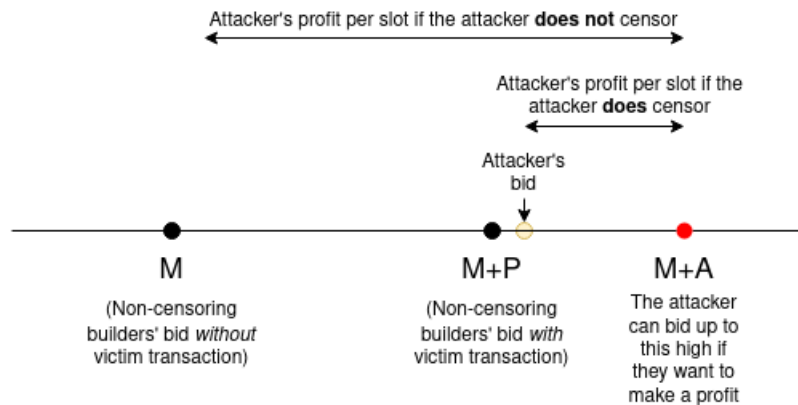 Attacker's profit per slot if the attacker does not censor
Attacker's profit per slot if the
attacker does censor
Attacker's
bid
M
(Non-censoring
builders' bid without
victim transaction)
M+P
(Non-censoring
builders' bid with
victim transaction)
M+A
The attacker
can bid up to
this high if
they want to
make a profit